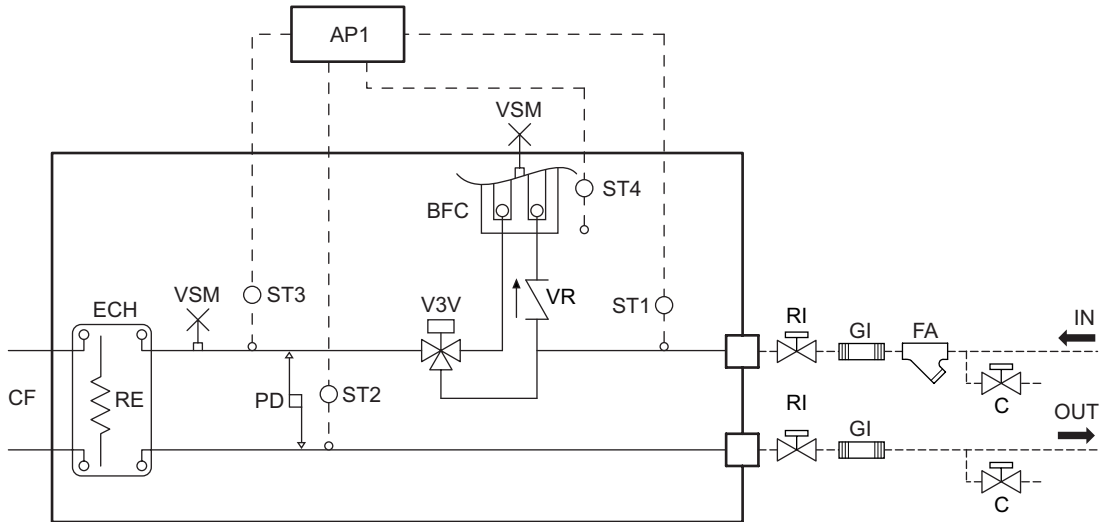 AP1
VSM
ST4
BFC
VSM
ST3
ECH
V3V
VR
ST1
RI
GI
FA
IN
CF
RE
PD
ST2
C
RI
GI
OUT
C